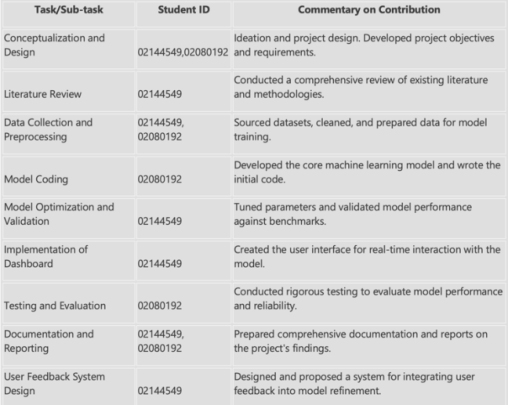 Task/Sub-task Student ID Commentary on Contribution
Conceptualization and Design 02144549,02080192 Ideation and project design. Developed project objectives and requirements.
Literature Review 02144549 Conducted a comprehensive review of existing literature and methodologies.
Data Collection and Preprocessing 02144549, 02080192 Sourced datasets, cleaned, and prepared data for model training.
Model Coding 02080192 Developed the core machine learning model and wrote the initial code.
Model Optimization and Validation 02144549 Tuned parameters and validated model performance against benchmarks.
Implementation of Dashboard 02144549 Created the user interface for real-time interaction with the model.
Testing and Evaluation 02080192 Conducted rigorous testing to evaluate model performance and reliability.
Documentation and Reporting 02144549, 02080192 Prepared comprehensive documentation and reports on the project's findings.
User Feedback System Design 02144549 Designed and proposed a system for integrating user feedback into model refinement.